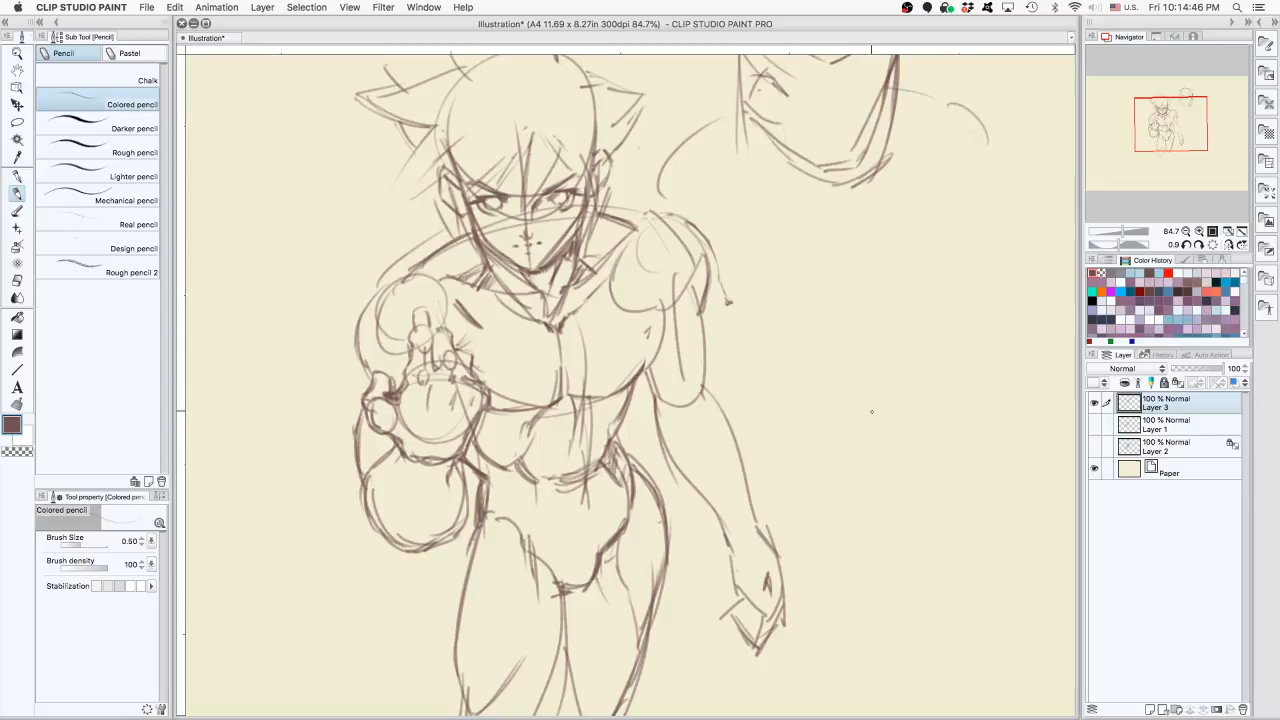 CLIP STUDIO PAINT PRO File Edit Animation Layer Selection View Filter Window Help
U.S. Fri 10:14:46 PM
Illustration* (A4 11.69 x 8.27in 300dpi 84.7%) - CLIP STUDIO PAINT PRO
Sub Tool [Pencil]
Illustration*
Navigator
Pencil
Pastel
Chalk
Colored pencil
Darker pencil
Rough pencil
Lighter pencil
Mechanical pencil
Real pencil
Design pencil
Rough pencil 2
84.7
0.9
Color History
Layer
History
Auto Action
Normal
100
100 % Normal
Layer 3
100 % Normal
Layer 1
100 % Normal
Layer 2
Paper
A
Tool property [Colored penc
Colored pencil
Brush Size 0.50
Brush density 100
Stabilization